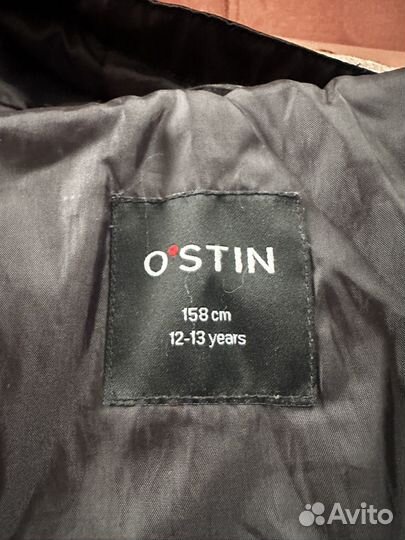 O'STIN
158 cm
12-13 years
Avito